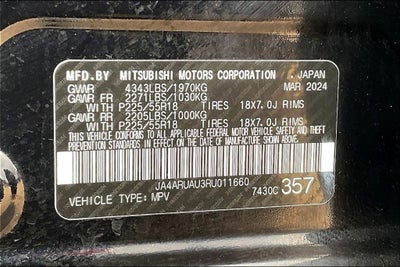 MFD.BY MITSUBISHI MOTORS CORPORATION JAPAN
GVWR 4343LBS/1970KG MAR 2024
GAWR FR 2271LBS/1030KG
WITH P225/55R18 TIRES 18X7.0J RIMS
GAWR RR 2205LBS/1000KG
WITH P225/55R18 TIRES 18X7.0J RIMS
THIS VEHICLE CONFORMS TO ALL APPLICABLE FEDERAL MOTOR
VEHICLE SAFETY AND THEFT PREVENTION STANDARDS IN EFFECT
ON THE DATE OF MANUFACTURE SHOWN ABOVE.
JA4ARUAU3RU011660
VEHICLE TYPE: MPV 7430C 357